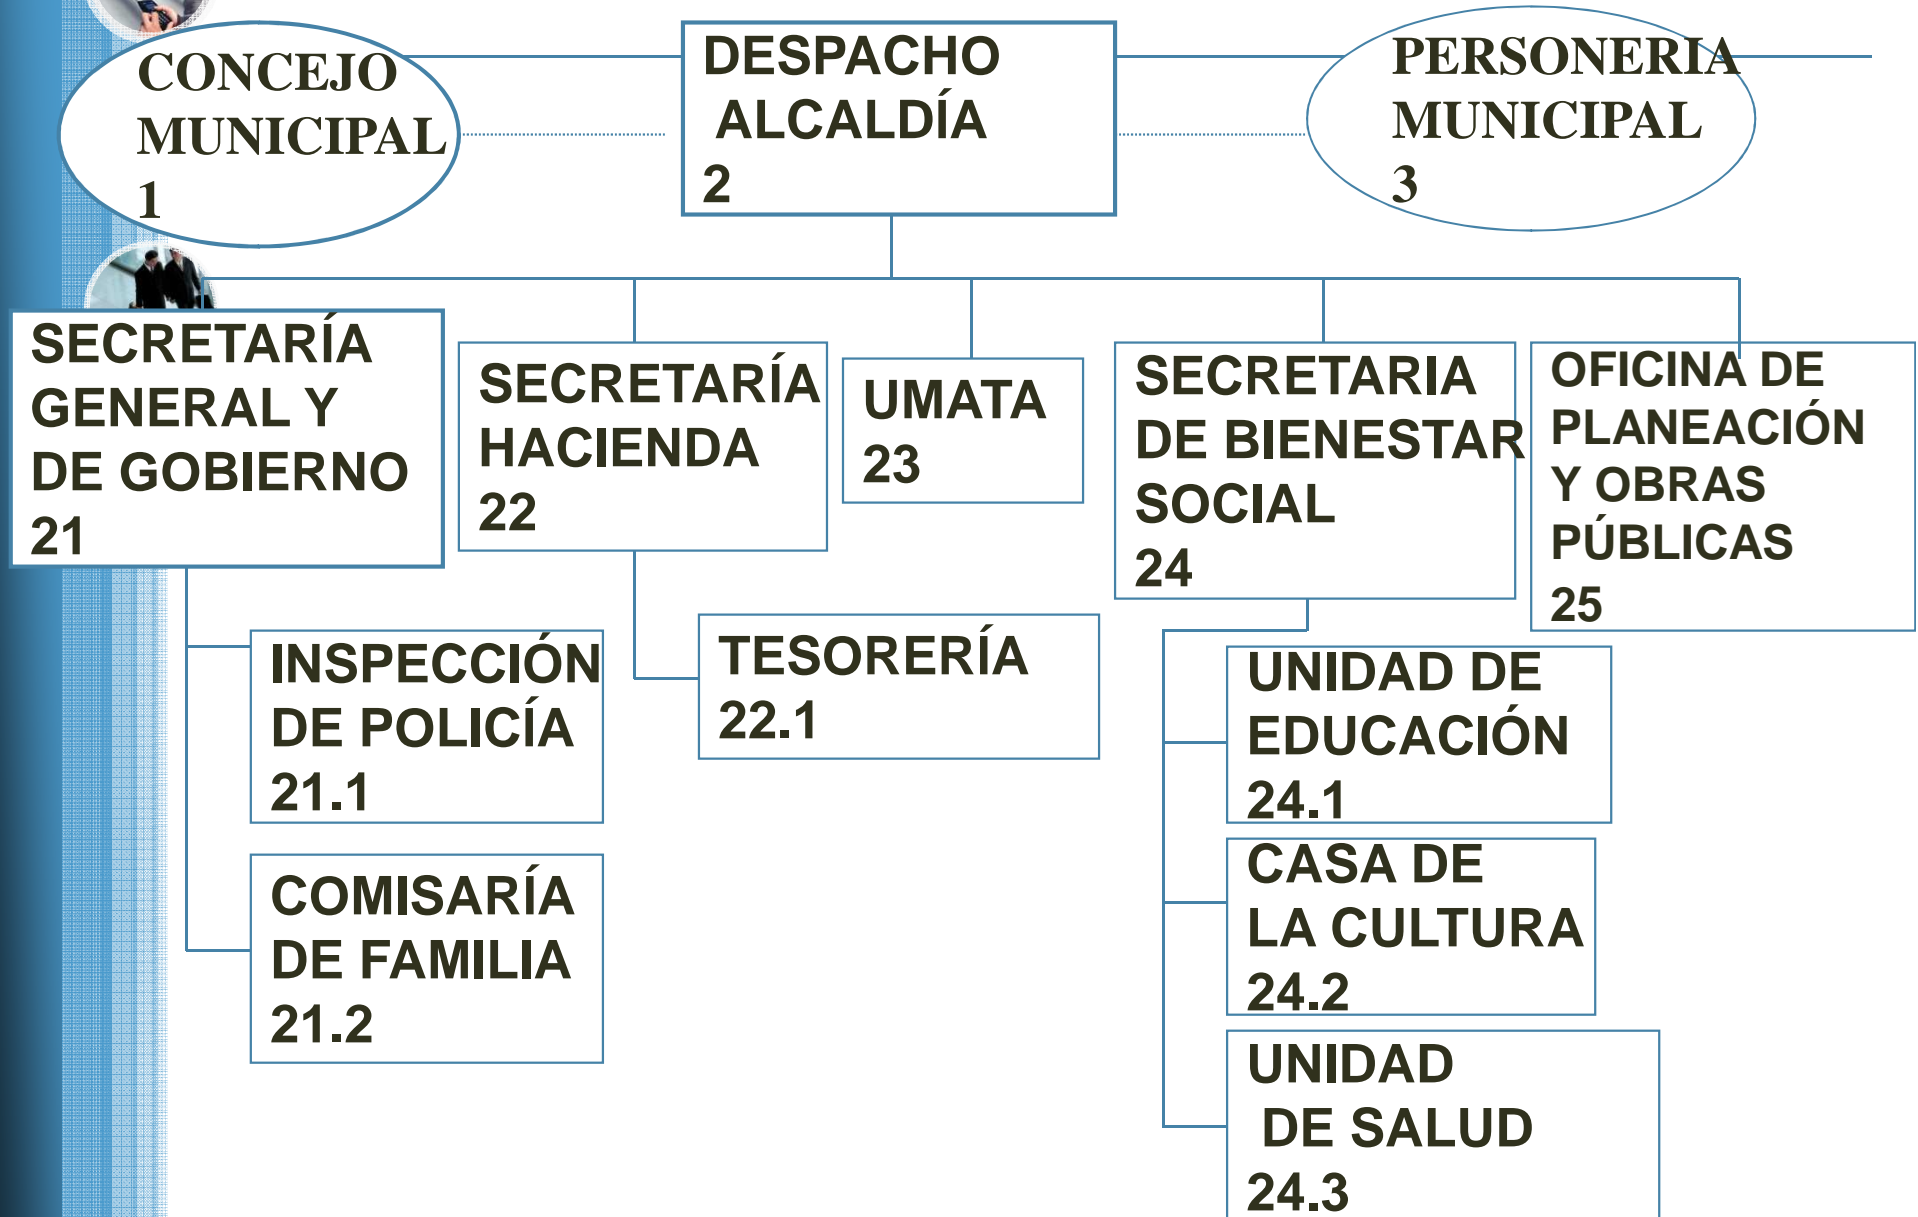 CONCEJO
MUNICIPAL
1
DESPACHO
ALCALDÍA
2
PERSONERIA
MUNICIPAL
3
SECRETARÍA
GENERAL Y
DE GOBIERNO
21
SECRETARÍA
HACIENDA
22
UMATA
23
SECRETARIA
DE BIENESTAR
SOCIAL
24
OFICINA DE
PLANEACIÓN
Y OBRAS
PÚBLICAS
25
INSPECCIÓN
DE POLICÍA
21.1
COMISARÍA
DE FAMILIA
21.2
TESORERÍA
22.1
UNIDAD DE
EDUCACIÓN
24.1
CASA DE
LA CULTURA
24.2
UNIDAD
DE SALUD
24.3